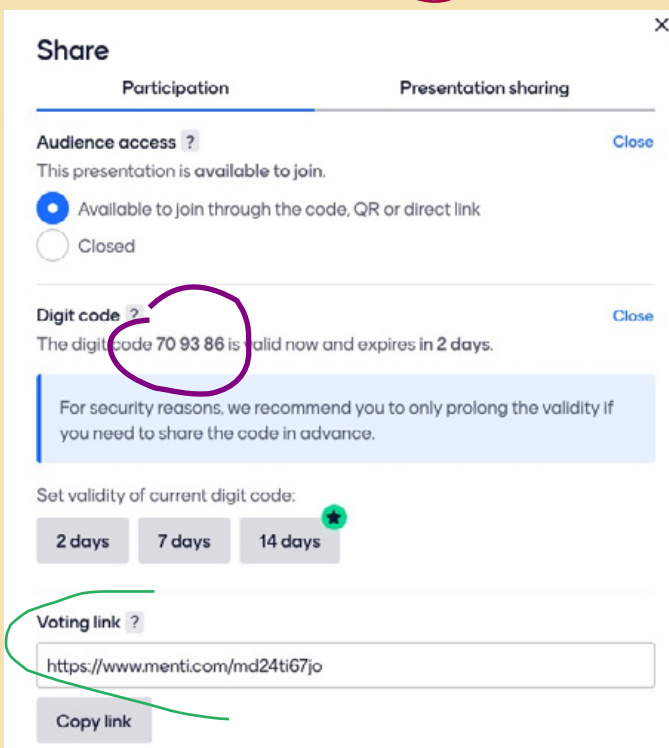 Share
Participation Presentation sharing
Audience access ? Close
This presentation is available to join.
Available to join through the code, QR or direct link
Closed
Digit code ? Close
The digit code 70 93 86 is valid now and expires in 2 days.
For security reasons, we recommend you to only prolong the validity if
you need to share the code in advance.
Set validity of current digit code:
2 days 7 days 14 days
Voting link ?
https://www.menti.com/md24ti67jo
Copy link